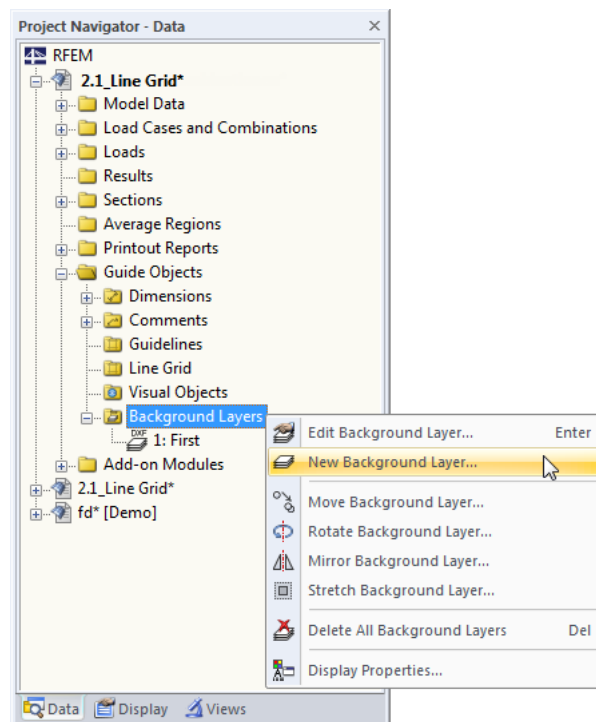 Project Navigator - Data
RFEM
2.1_Line Grid*
Model Data
Load Cases and Combinations
Loads
Results
Sections
Average Regions
Printout Reports
Guide Objects
Dimensions
Comments
Guidelines
Line Grid
Visual Objects
Background Layers
DXF
1: First
Add-on Modules
2.1_Line Grid*
fd* [Demo]
Edit Background Layer... Enter
New Background Layer...
Move Background Layer...
Rotate Background Layer...
Mirror Background Layer...
Stretch Background Layer...
Delete All Background Layers Del
Display Properties...
Data Display Views